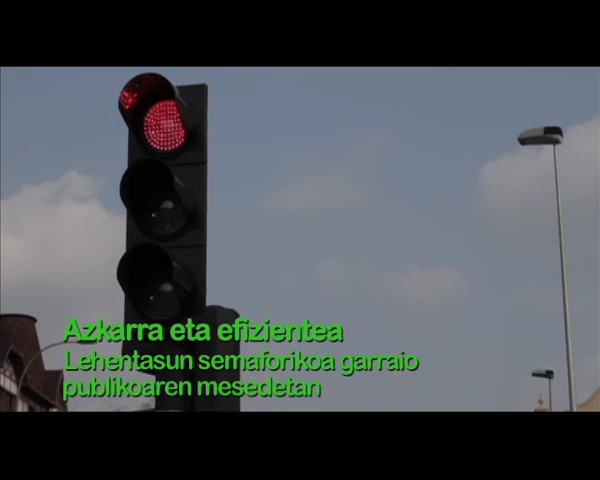 Azkarra eta efizientea
Lehentasun semaforikoa garraio
publikoaren mesedetan